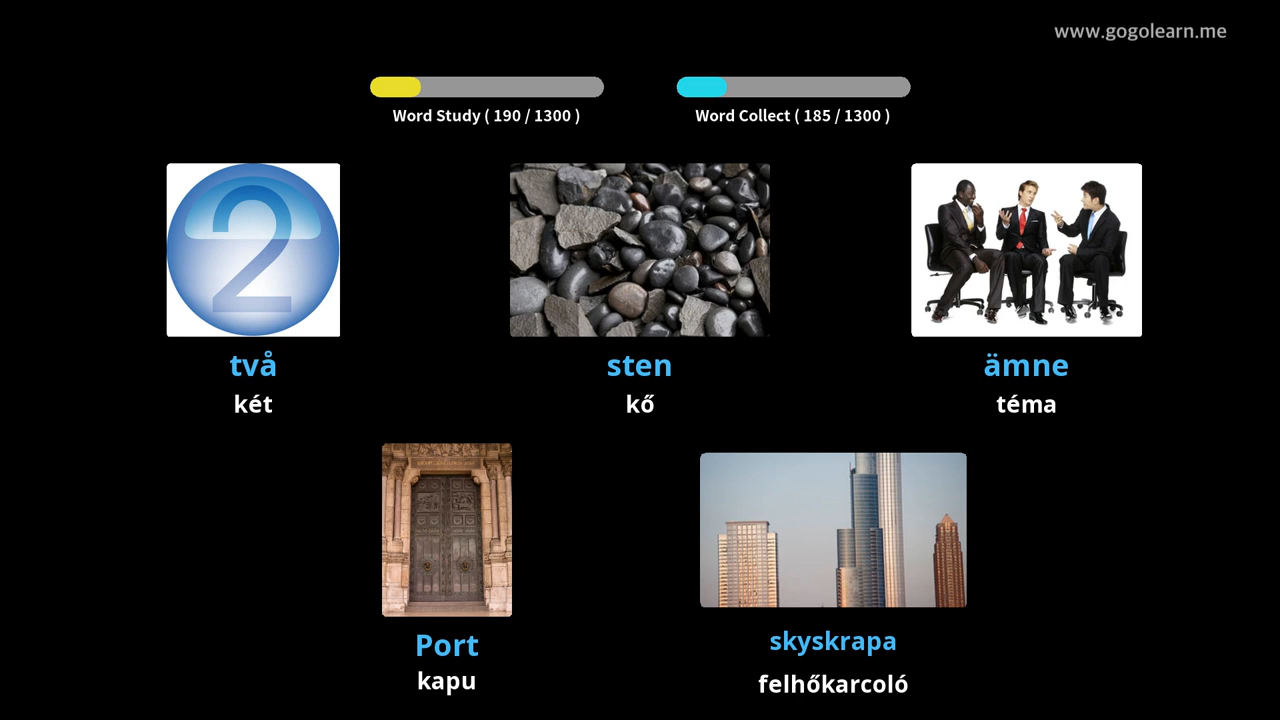 www.gogolearn.me
Word Study ( 190 / 1300 )
Word Collect ( 185 / 1300 )
2
två
sten
ämne
két
kő
téma
Port
skyskrapa
kapu
felhőkarcoló